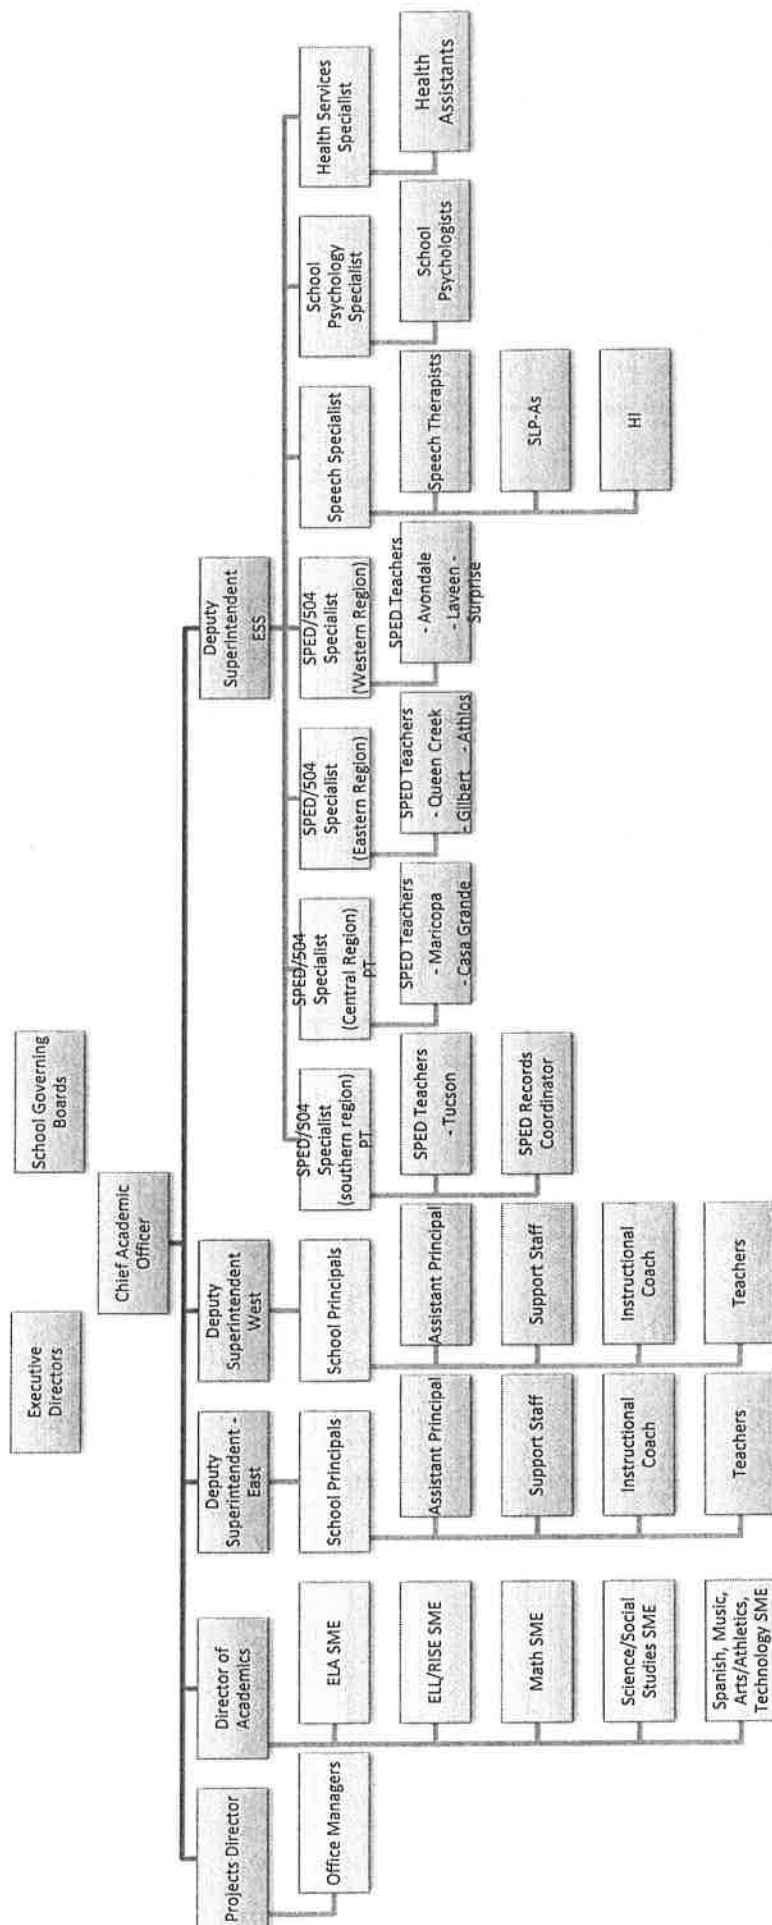 Executive
Directors
School Governing
Boards
Chief Academic
Officer
Projects Director
Office Managers
Director of
Academics
ELA SME
ELL/RISE SME
Math SME
Science/Social
Studies SME
Spanish, Music,
Arts/Athletics,
Technology SME
Deputy
Superintendent -
East
School Principals
Assistant Principal
Support Staff
Instructional
Coach
Teachers
Deputy
Superintendent
West
School Principals
Assistant Principal
Support Staff
Instructional
Coach
Teachers
Deputy
Superintendent
ESS
SPED/504
Specialist
(southern region)
PT
SPED Teachers
- Tucson
SPED Records
Coordinator
SPED/504
Specialist
(Central Region)
PT
SPED Teachers
- Maricopa
- Casa Grande
SPED/504
Specialist
(Eastern Region)
SPED Teachers
- Queen Creek
- Gilbert - Athlos
SPED/504
Specialist
(Western Region)
SPED Teachers
- Avondale
- Laveen -
Surprise
Speech Specialist
Speech Therapists
SLP-As
HI
School
Psychology
Specialist
School
Psychologists
Health Services
Specialist
Health
Assistants